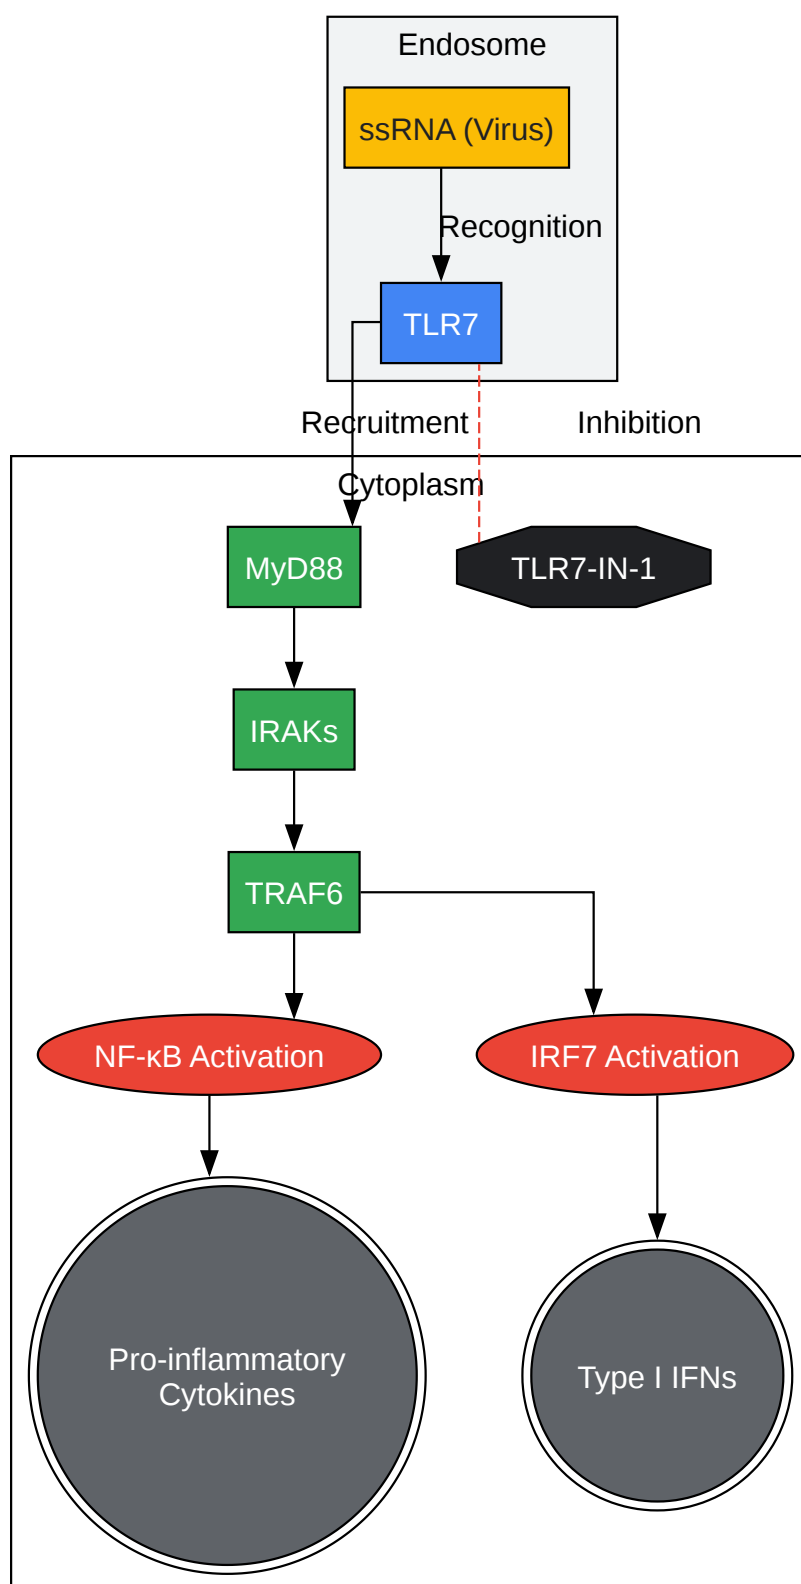 Endosome
ssRNA (Virus)
Recognition
TLR7
Recruitment
Inhibition
Cytoplasm
MyD88
TLR7-IN-1
IRAKs
TRAF6
NF-κB Activation
IRF7 Activation
Pro-inflammatory
Cytokines
Type I IFNs